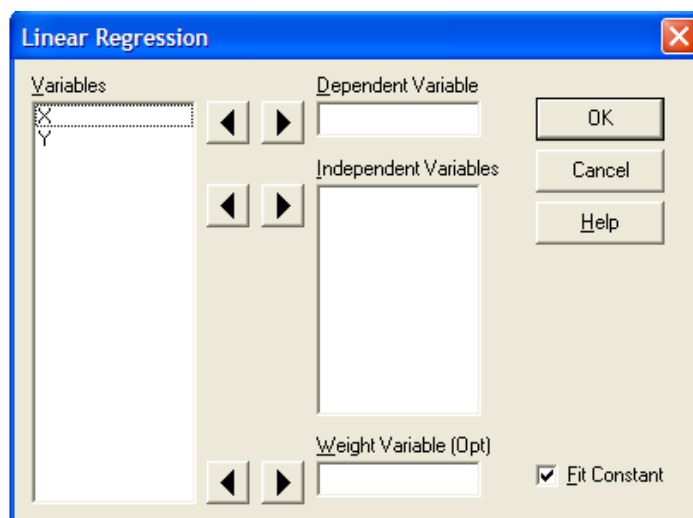 Linear Regression
Variables
X
Y
Dependent Variable
Independent Variables
Weight Variable (Opt)
OK
Cancel
Help
Fit Constant